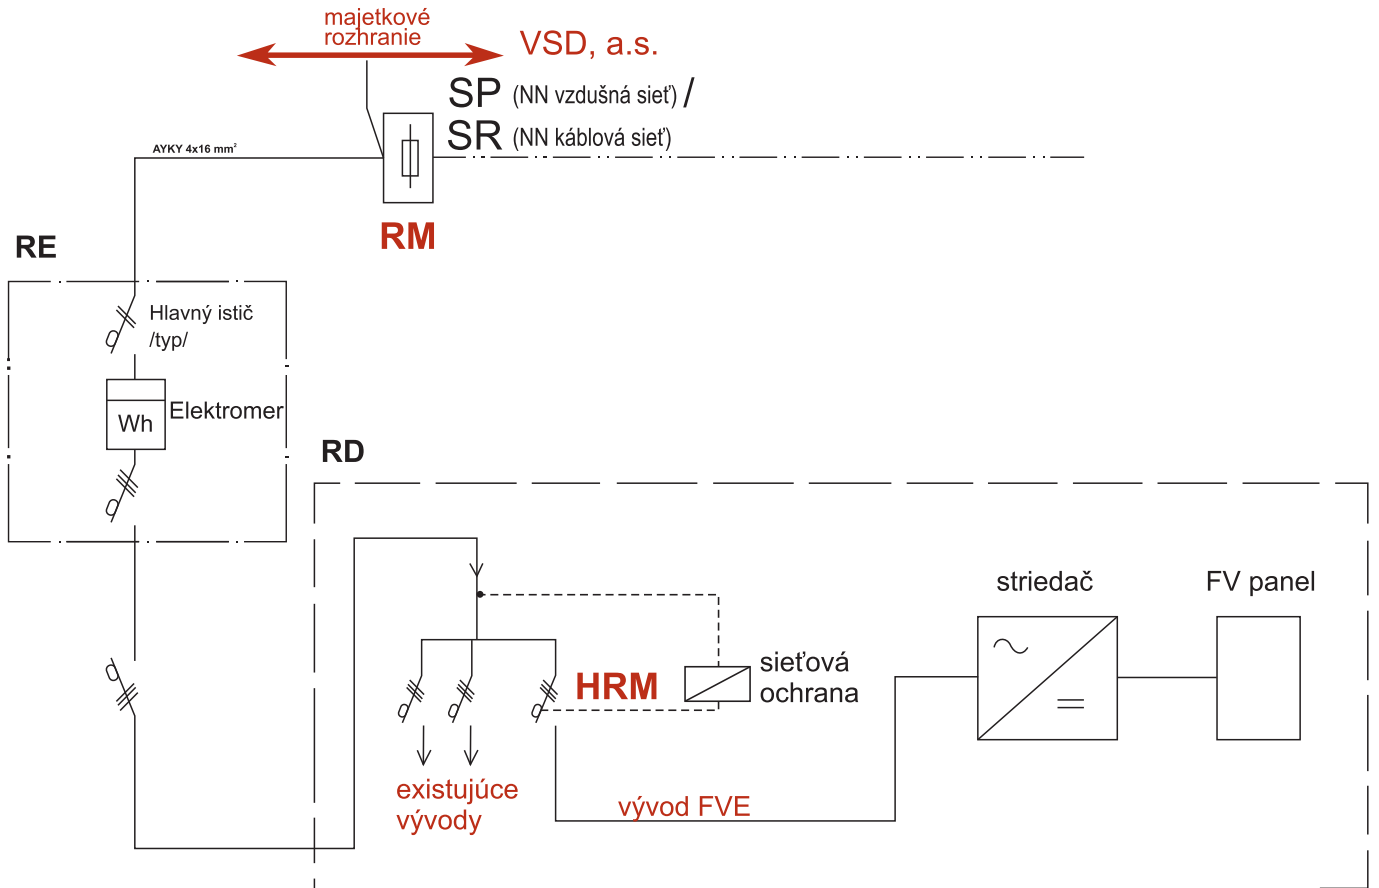 majetkové
rozhranie
VSD, a.s.
SP (NN vzdušná sieť) /
SR (NN káblová sieť)
AYKY 4x16 mm²
RM
RE
Hlavný istič
/typ/
Wh
Elektromer
RD
striedač
FV panel
HRM
sieťová
ochrana
existujúce
vývody
vývod FVE